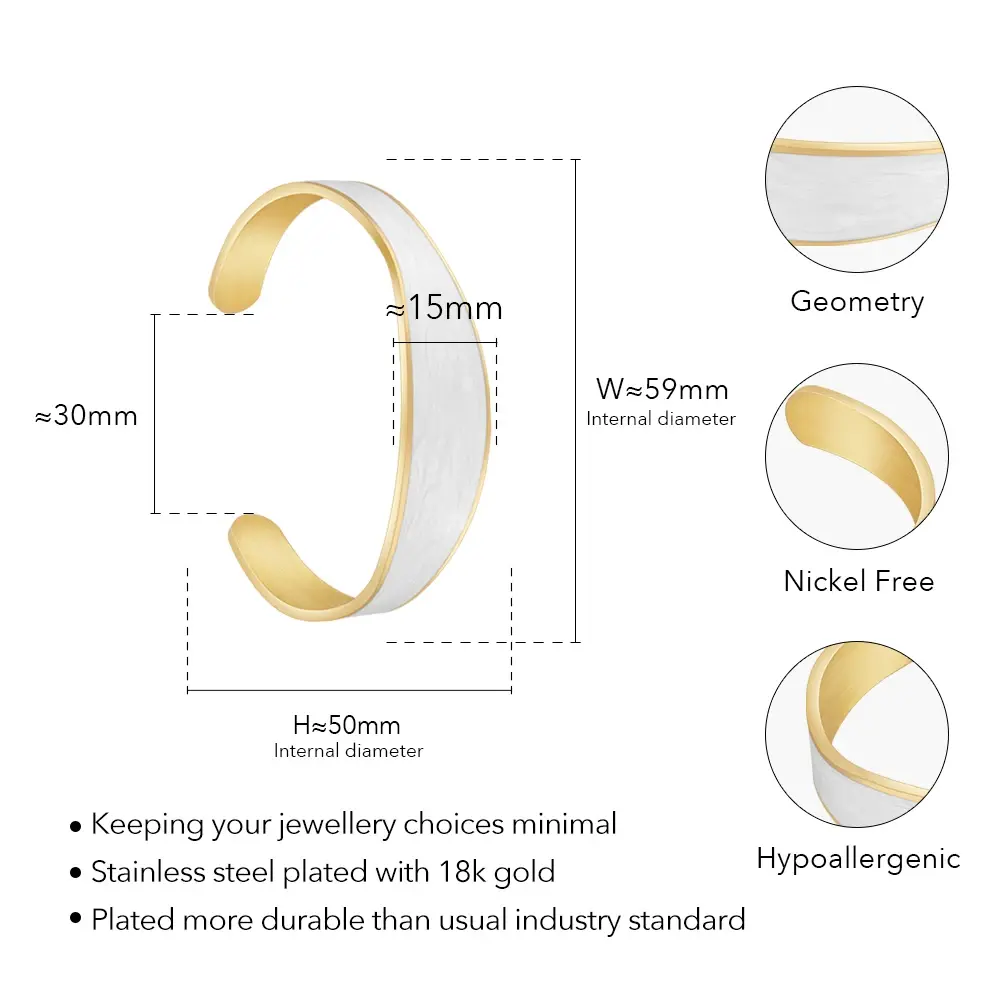 ≈15mm
≈30mm
W≈59mm
Internal diameter
H≈50mm
Internal diameter
Geometry
Nickel Free
Hypoallergenic
• Keeping your jewellery choices minimal
• Stainless steel plated with 18k gold
• Plated more durable than usual industry standard